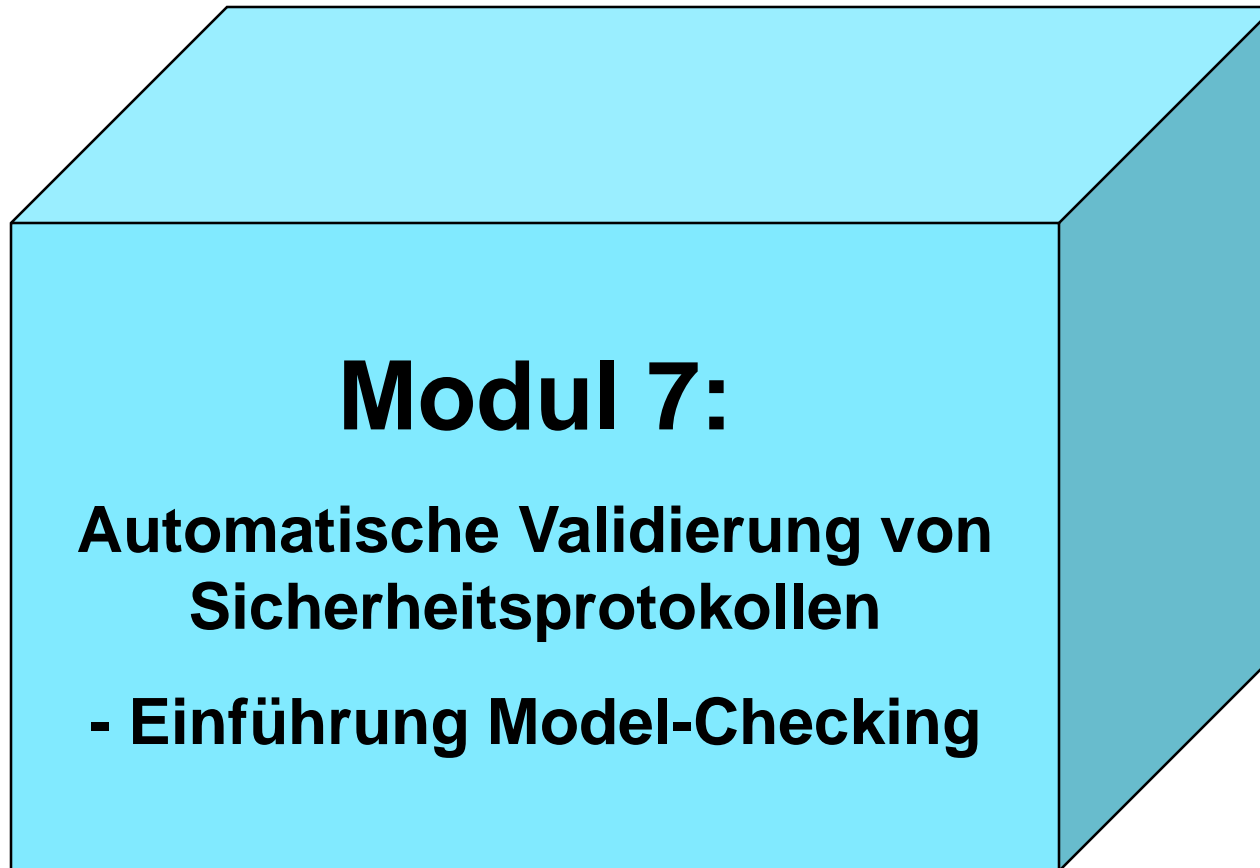 Modul 7:
Automatische Validierung von
Sicherheitsprotokollen
- Einführung Model-Checking